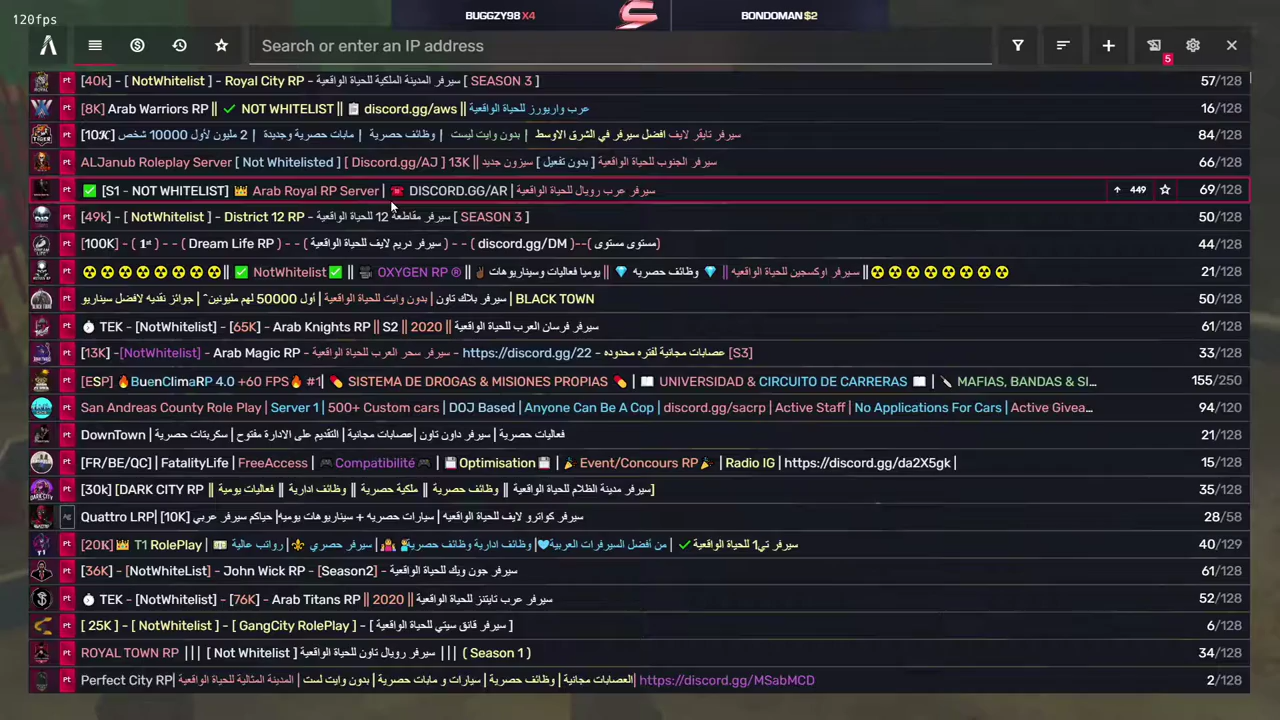 120fps
BUGGZY98 X4
BONDOMAN $2
Search or enter an IP address
5
[40k] - [ NotWhitelist ] - Royal City RP - سيرفر المدينة الملكية للحياة الواقعية [ SEASON 3 ] 57/128
[8K] Arab Warriors RP || ✓ NOT WHITELIST || 📋 discord.gg/aws || عرب واريورز للحياة الواقعية 16/128
[10K] سيرفر تايقر لايف افضل سيرفر في الشرق الاوسط | بدون وايت ليست | وظائف حصرية | مابات حصرية وجديدة | 2 مليون لأول 10000 شخص 84/128
ALJanub Roleplay Server [ Not Whitelisted ] [ Discord.gg/AJ ] 13K || سيرفر الجنوب للحياة الواقعية [ بدون تفعيل ] سيزون جديد 66/128
✅ [S1 - NOT WHITELIST] 👑 Arab Royal RP Server | ☎️ DISCORD.GG/AR | سيرفر عرب رويال للحياة الواقعية ↑ 449 69/128
[49k] - [ NotWhitelist ] - District 12 RP - سيرفر مقاطعة 12 للحياة الواقعية [ SEASON 3 ] 50/128
[100K] - ( 1st ) - - ( Dream Life RP ) - - ( سيرفر دريم لايف للحياة الواقعية ) - - ( discord.gg/DM ) --( مستوى مستوى) 44/128
☢☢☢☢☢☢☢☢|| ✅ NotWhitelist ✅ || 🎥 OXYGEN RP ® || يوميا فعاليات وسيناريوهات ✌🏾 || 💎 وظائف حصريه 💎 || سيرفر اوكسجين للحياة الواقعيه ||☢☢☢☢☢☢☢☢ 21/128
سيرفر بلاك تاون | بدون وايت للحياة الواقعية | أول 50000 لهم مليونين^ | جوائز نقديه لافضل سيناريو | BLACK TOWN 50/128
⏱ TEK - [NotWhitelist] - [65K] - Arab Knights RP || S2 || 2020 || سيرفر فرسان العرب للحياة الواقعية 61/128
[13K] -[NotWhitelist] - Arab Magic RP - سيرفر سحر العرب للحياة الواقعية - https://discord.gg/22 - عصابات مجانية لفتره محدوده [S3] 33/128
[ESP] 🔥BuenClimaRP 4.0 +60 FPS🔥 #1| 💊 SISTEMA DE DROGAS & MISIONES PROPIAS 💊 | 📖 UNIVERSIDAD & CIRCUITO DE CARRERAS 📖 | 🔪 MAFIAS, BANDAS & SI... 155/250
San Andreas County Role Play | Server 1 | 500+ Custom cars | DOJ Based | Anyone Can Be A Cop | discord.gg/sacrp | Active Staff | No Applications For Cars | Active Givea... 94/120
DownTown | فعاليات حصرية | سيرفر داون تاون |عصابات مجانية| التقديم على الادارة مفتوح | سكربتات حصرية 21/128
[FR/BE/QC] | FatalityLife | FreeAccess | 🎮 Compatibilité 🎮 | 💾Optimisation💾 | 🎉 Event/Concours RP 🎉 | Radio IG | https://discord.gg/da2X5gk | 15/128
[30k] [DARK CITY RP || سيرفر مدينة الظلام للحياة الواقعية || وظائف حصرية || ملكية حصرية || وظائف ادارية || فعاليات يومية] 35/128
Quattro LRP| [10K] سيرفر كواترو لايف للحياة الواقعيه | سيارات حصريه + سيناريوهات يوميه| حياكم سيرفر عربي 28/58
[20K] 👑 T1 RolePlay | رواتب عالية | سيرفر حصري ⚜ | وظائف ادارية وظائف حصرية |💙 من أفضل السيرفرات العربية | ✓ سيرفر تي1 للحياة الواقعية 40/129
[36K] - [NotWhiteList] - John Wick RP - [Season2] - سيرفر جون ويك للحياة الواقعية 61/128
⏱ TEK - [NotWhitelist] - [76K] - Arab Titans RP || 2020 || سيرفر عرب تايتنز للحياة الواقعية 52/128
[ 25K ] - [ NotWhitelist ] - [ GangCity RolePlay ] - [ سيرفر قانق سيتي للحياة الواقعية ] 6/128
ROYAL TOWN RP ||| [ Not Whitelist ] سيرفر رويال تاون للحياة الواقعية ||| ( Season 1 ) 34/128
Perfect City RP| العصابات مجانية | وظائف حصرية | سيارات و مابات حصرية | بدون وايت لست | المدينة المثالية للحياة الواقعية| https://discord.gg/MSabMCD 2/128